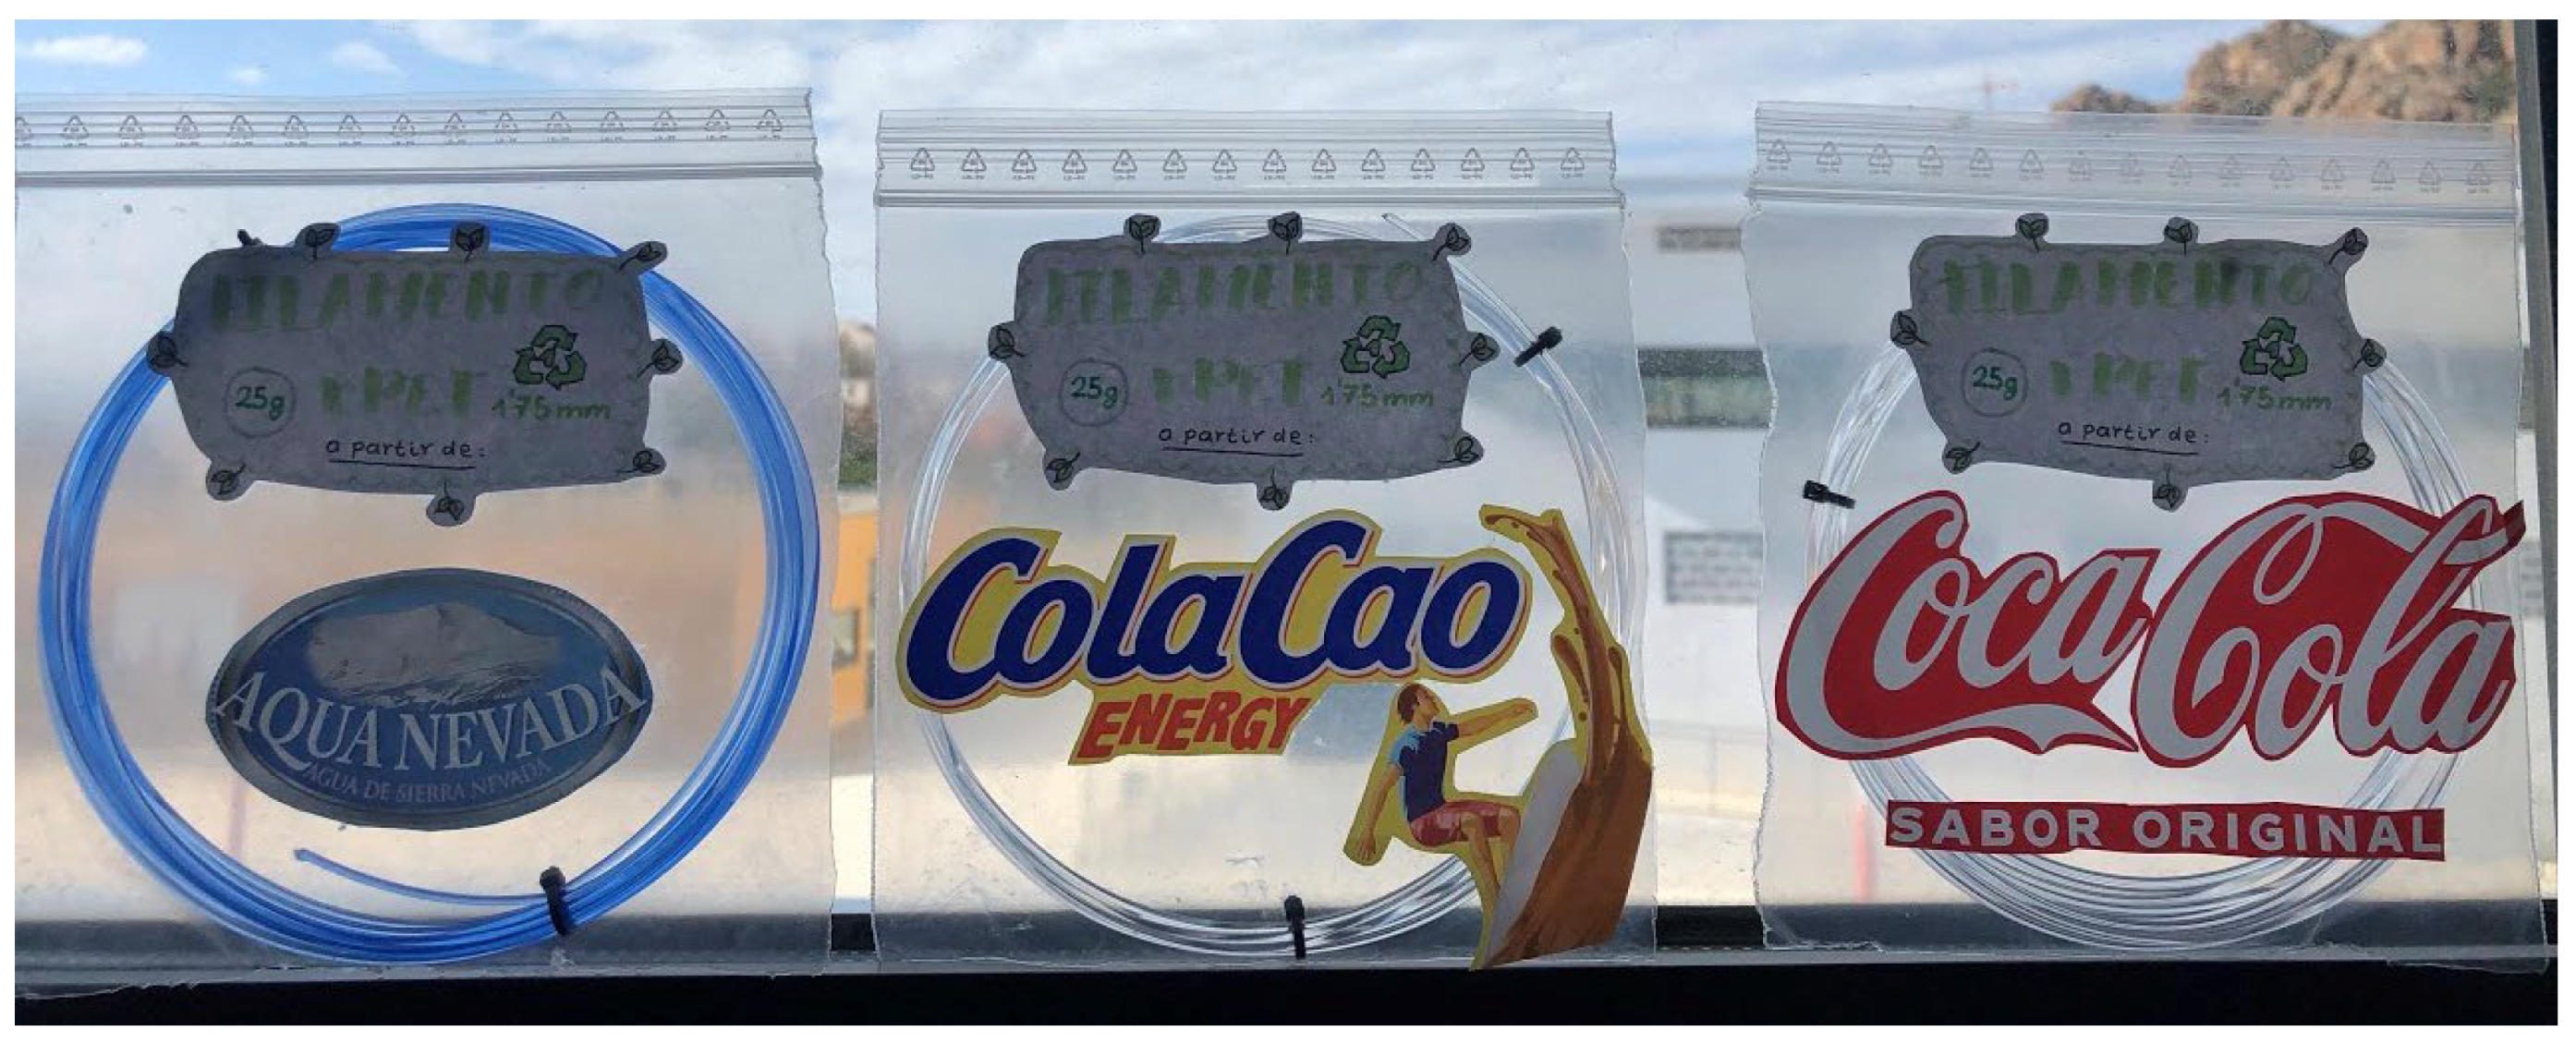 FILAMENTO
25g rPET 1'75mm
a partir de:
AQUA NEVADA
AGUA DE SIERRA NEVADA
FILAMENTO
25g rPET 1'75mm
a partir de:
ColaCao
ENERGY
FILAMENTO
25g rPET 1'75mm
a partir de:
Coca Cola
SABOR ORIGINAL